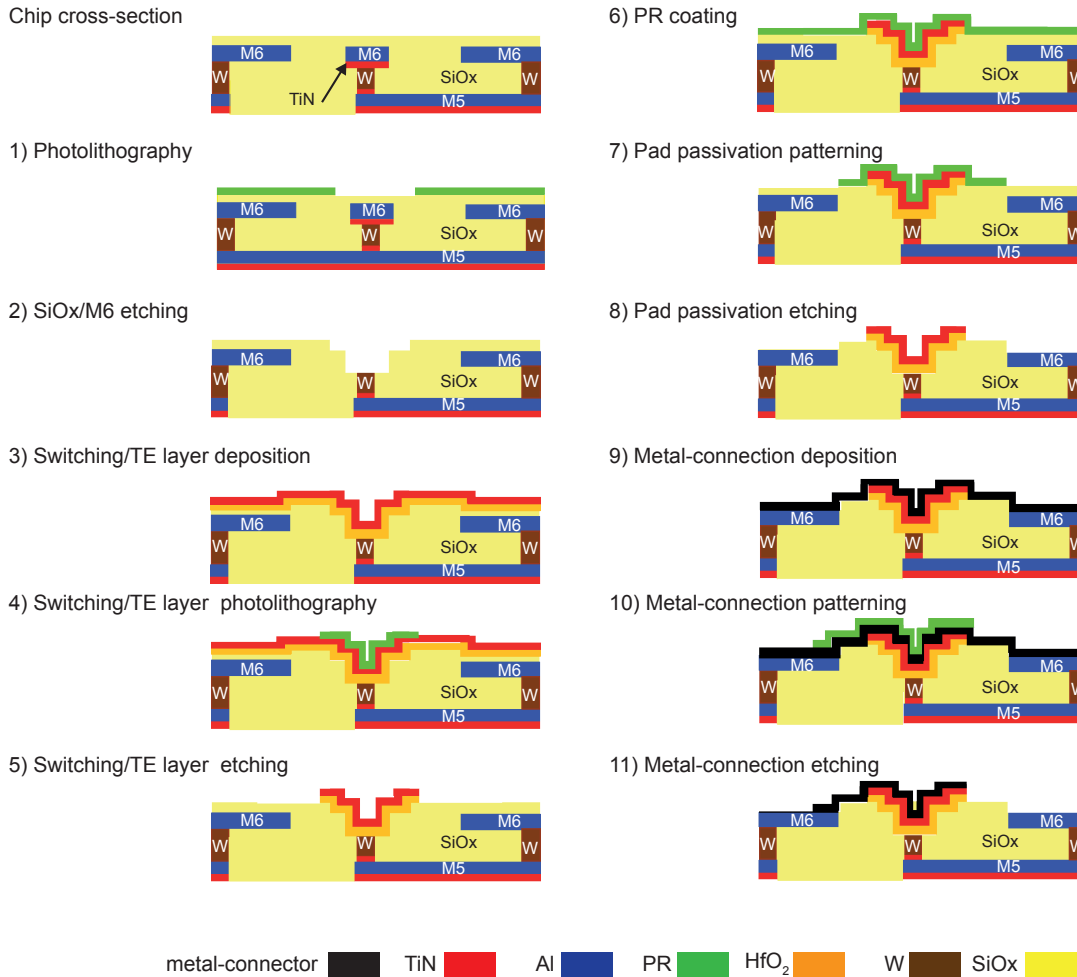 Chip cross-section
M6 M6 M6
W W SiOx W
TiN M5
1) Photolithography
M6 M6 M6
W W SiOx W
M5
2) SiOx/M6 etching
M6 M6
W W SiOx W
M5
3) Switching/TE layer deposition
M6 M6
W W SiOx W
M5
4) Switching/TE layer photolithography
M6 M6
W W SiOx W
M5
5) Switching/TE layer etching
M6 M6
W W SiOx W
M5
6) PR coating
M6 M6
W W SiOx W
M5
7) Pad passivation patterning
M6 M6
W W SiOx W
M5
8) Pad passivation etching
M6 M6
W W SiOx W
M5
9) Metal-connection deposition
M6 M6
W W SiOx W
M5
10) Metal-connection patterning
M6 M6
W W SiOx W
M5
11) Metal-connection etching
M6 M6
W W SiOx W
M5
metal-connector TiN Al PR HfO₂ W SiOx